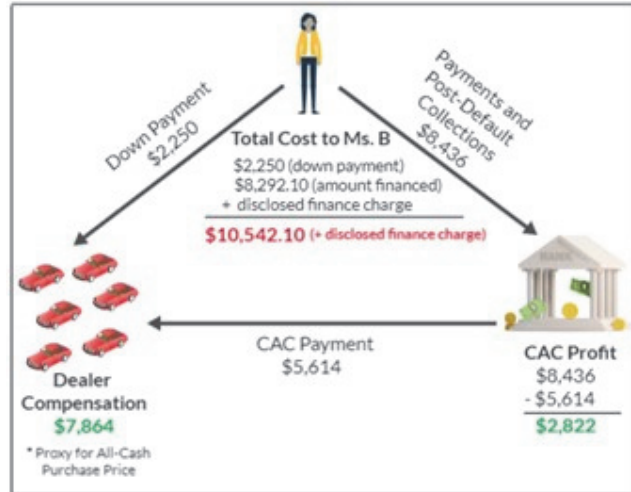 Down Payment
$2,250
Payments and
Post-Default
Collections
$8,436
Total Cost to Ms. B
$2,250 (down payment)
$8,292.10 (amount financed)
+ disclosed finance charge
$10,542.10 (+ disclosed finance charge)
BANK
CAC Payment
$5,614
Dealer
Compensation
$7,864
* Proxy for All-Cash
Purchase Price
CAC Profit
$8,436
- $5,614
$2,822